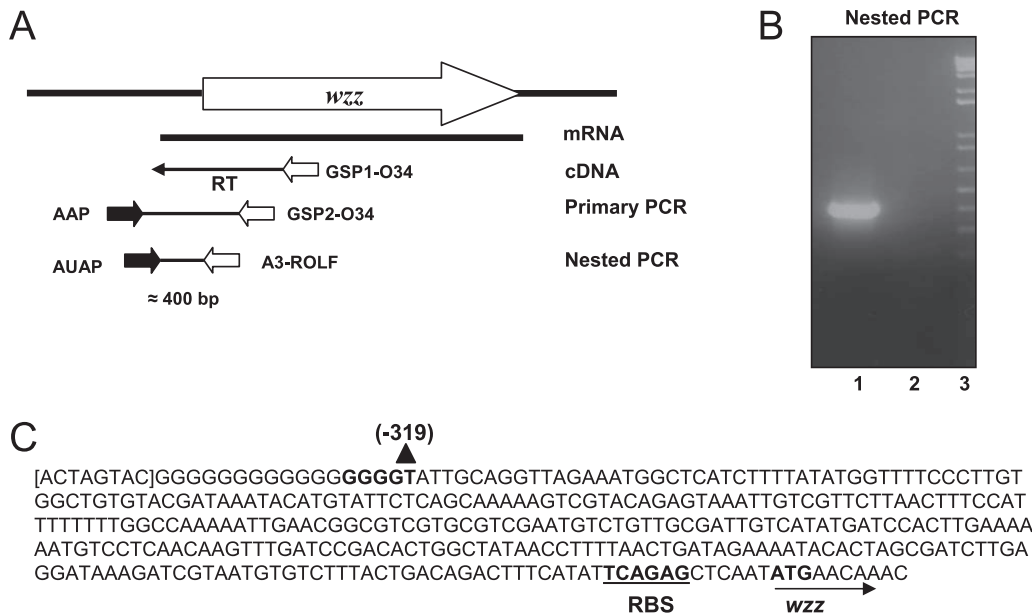 A
wzz
mRNA
cDNA
RT
GSP1-O34
AAP
GSP2-O34
Primary PCR
AUAP
A3-ROLF
Nested PCR
≈ 400 bp
B
Nested PCR
1 2 3
C
(-319)
[ACTAGTAC]GGGGGGGGGGGGGGGGGTATTGCAGGTTAGAAATGGCTCATCTTTTATATGGTTTTCCCTTGT
GGCTGTGTACGATAAATACATGTATTCTCAGCAAAAAGTCGTACAGAGTAAATTGTCGTTCTTAACTTTCCAT
TTTTTTTGGCCAAAAATTGAACGGCGTCGTGCGTCGAATGTCTGTTGCGATTGTCATATGATCCACTTGAAAA
AATGTCCTCAACAAGTTTGATCCGACACTGGCTATAACCTTTTAACTGATAGAAAATACACTAGCGATCTTGA
GGATAAAGATCGTAATGTGTCTTTACTGACAGACTTTCATATTCAGAGCTCAATATGAACAAAC
RBS
wzz